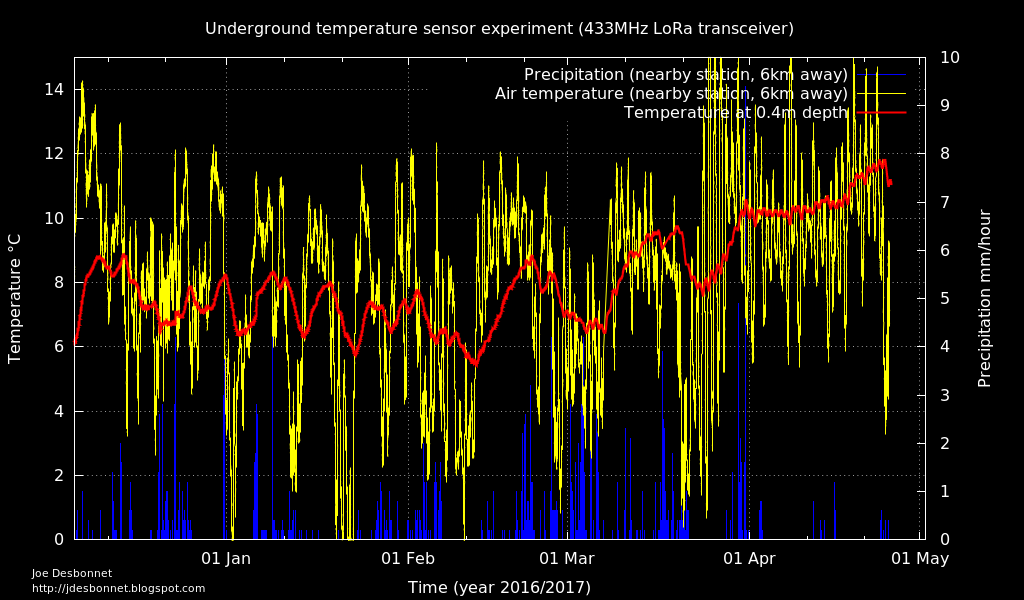 Underground temperature sensor experiment (433MHz LoRa transceiver)
Precipitation (nearby station, 6km away)
Air temperature (nearby station, 6km away)
Temperature at 0.4m depth
Temperature °C
14
12
10
8
6
4
2
0
10
9
8
7
6
5
4
3
2
1
0
Precipitation mm/hour
01 Jan
01 Feb
01 Mar
01 Apr
01 May
Time (year 2016/2017)
Joe Desbonnet
http://jdesbonnet.blogspot.com